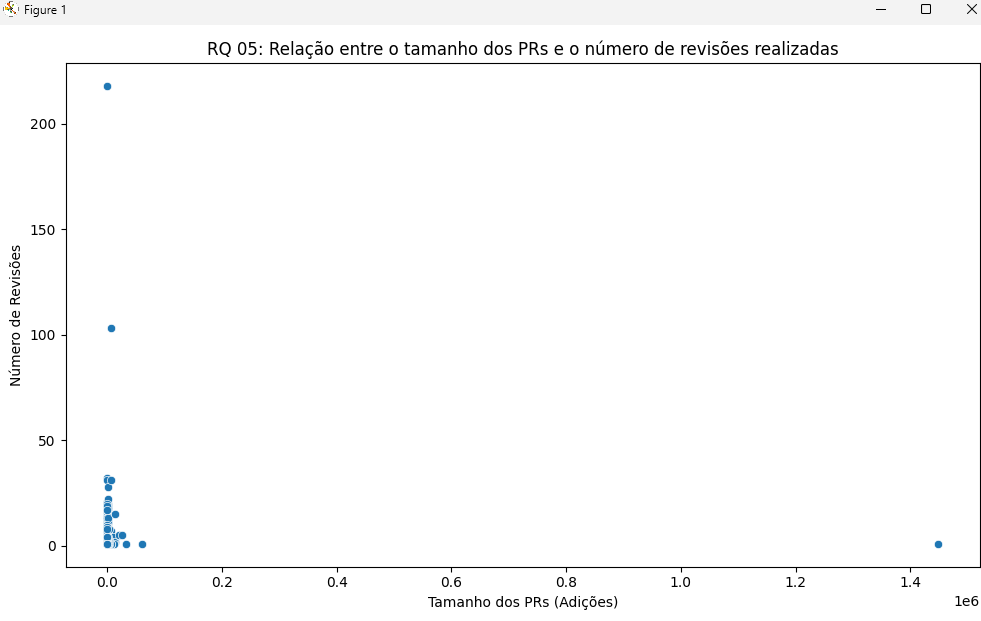 Figure 1
RQ 05: Relação entre o tamanho dos PRs e o número de revisões realizadas
200
150
100
50
0
Número de Revisões
0.0 0.2 0.4 0.6 0.8 1.0 1.2 1.4
1e6
Tamanho dos PRs (Adições)